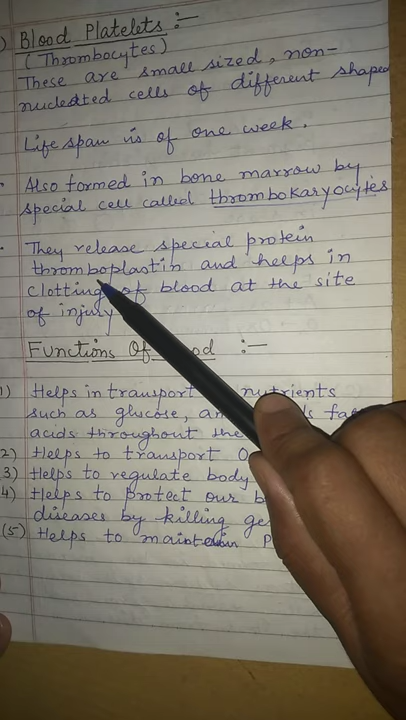 Blood Platelets :-
(Thrombocytes)
These are small sized, non-
nucleated cells of different shaped
Life span is of one week.
Also formed in bone marrow by
special cell called thrombokaryocytes
They release special protein
thromboplastin and helps in
clotting of blood at the site
of injury
Functions Of :-
1) Helps in transport nutrients
such as glucose,
acids throughout the
2) Helps to transport
3) Helps to regulate body
4) Helps to protect our
diseases by killing
(5) Helps to maintain